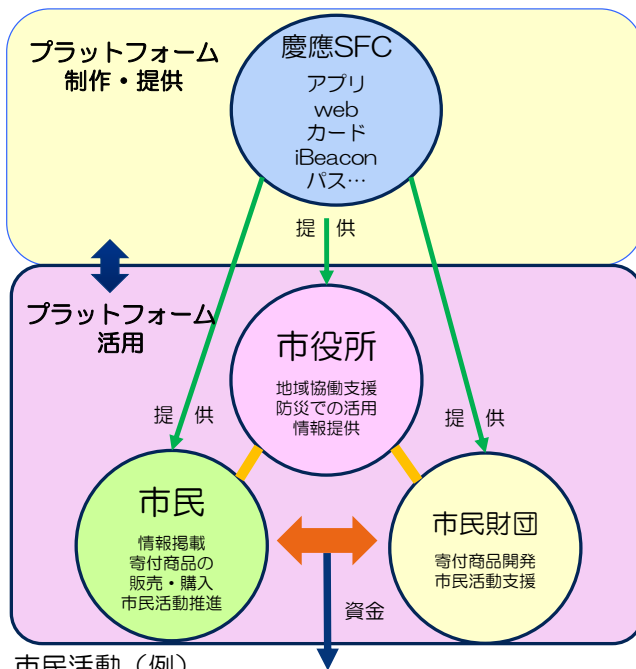 プラットフォーム
制作・提供
慶應SFC
アプリ
web
カード
iBeacon
パス…
提 供
プラットフォーム
活用
市役所
地域協働支援
防災での活用
情報提供
提 供
提 供
市民
情報掲載
寄付商品の
販売・購入
市民活動推進
市民財団
寄付商品開発
市民活動支援
資金
市民活動（例）